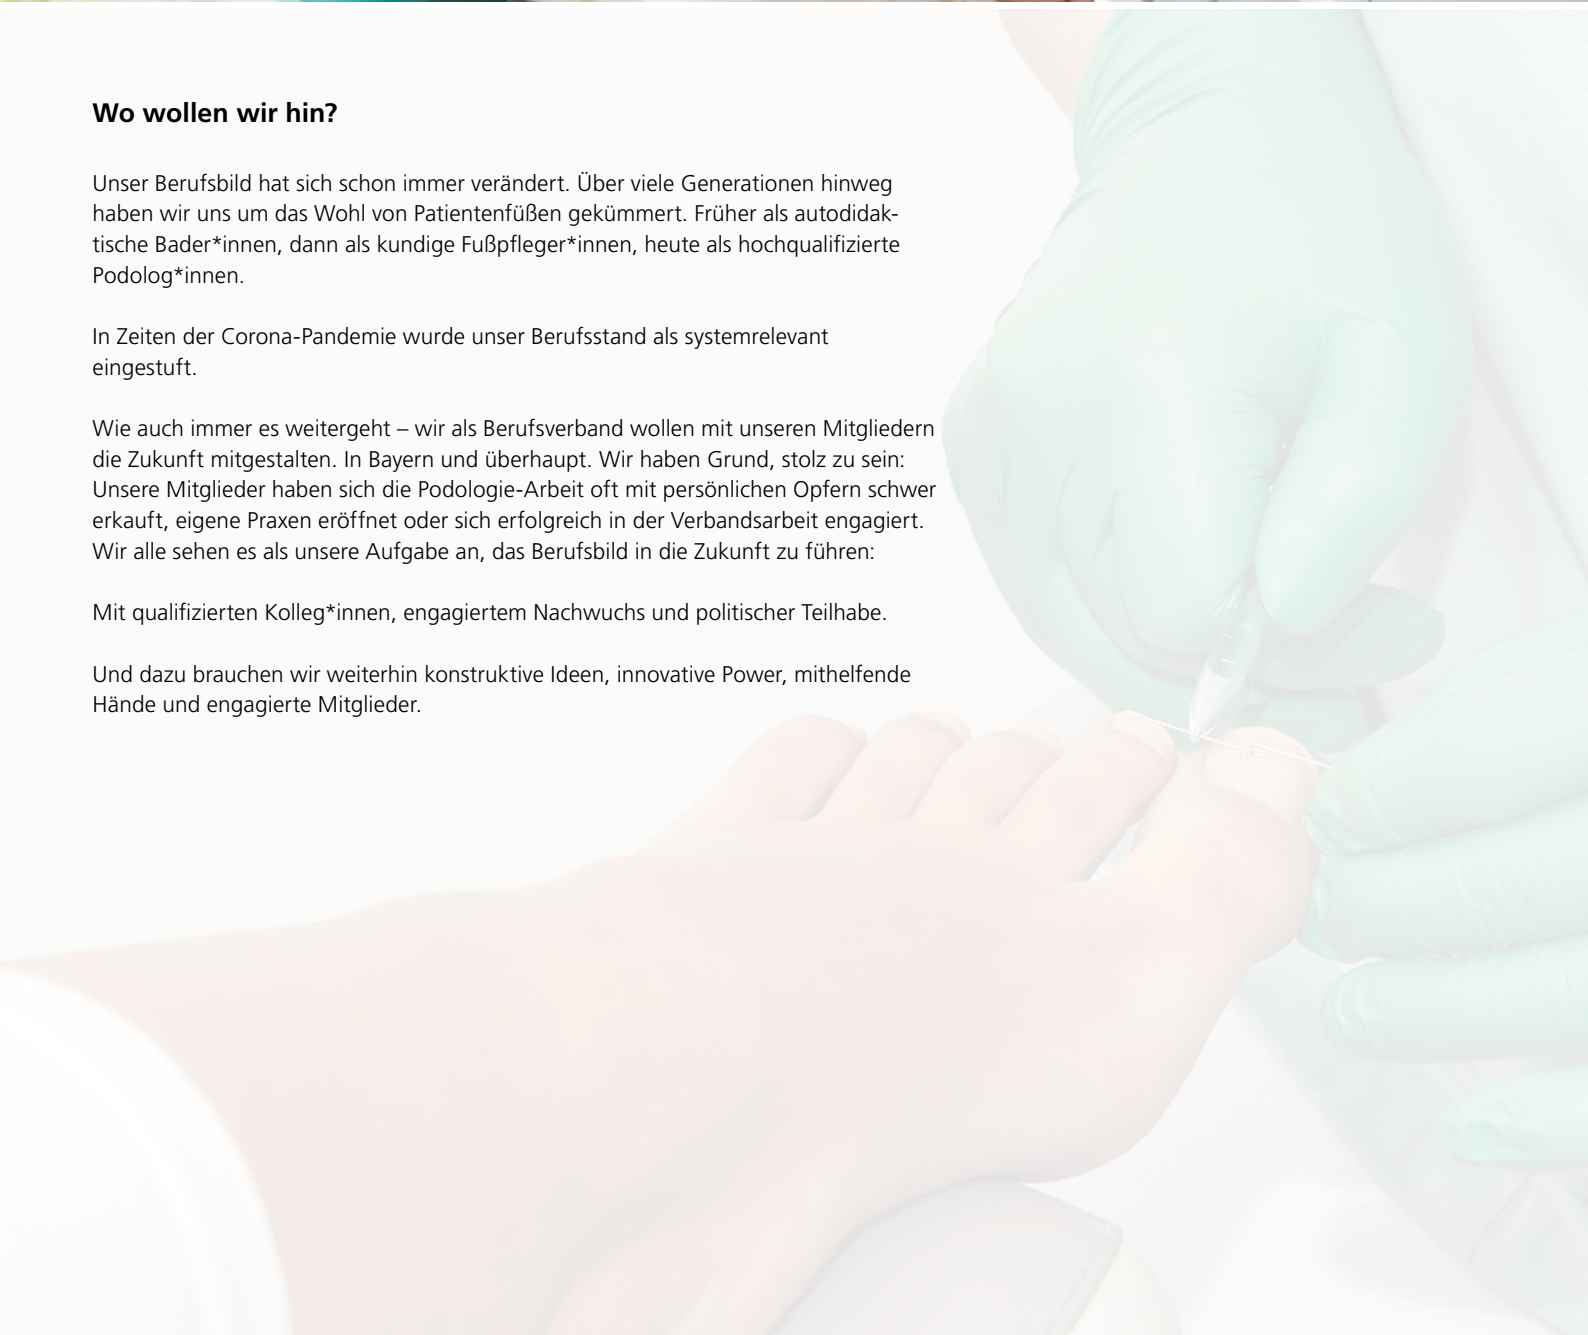 Wo wollen wir hin?
Unser Berufsbild hat sich schon immer verändert. Über viele Generationen hinweg
haben wir uns um das Wohl von Patientenfüßen gekümmert. Früher als autodidak-
tische Bader*innen, dann als kundige Fußpfleger*innen, heute als hochqualifizierte
Podolog*innen.
In Zeiten der Corona-Pandemie wurde unser Berufsstand als systemrelevant
eingestuft.
Wie auch immer es weitergeht – wir als Berufsverband wollen mit unseren Mitgliedern
die Zukunft mitgestalten. In Bayern und überhaupt. Wir haben Grund, stolz zu sein:
Unsere Mitglieder haben sich die Podologie-Arbeit oft mit persönlichen Opfern schwer
erkauft, eigene Praxen eröffnet oder sich erfolgreich in der Verbandsarbeit engagiert.
Wir alle sehen es als unsere Aufgabe an, das Berufsbild in die Zukunft zu führen:
Mit qualifizierten Kolleg*innen, engagiertem Nachwuchs und politischer Teilhabe.
Und dazu brauchen wir weiterhin konstruktive Ideen, innovative Power, mithelfende
Hände und engagierte Mitglieder.